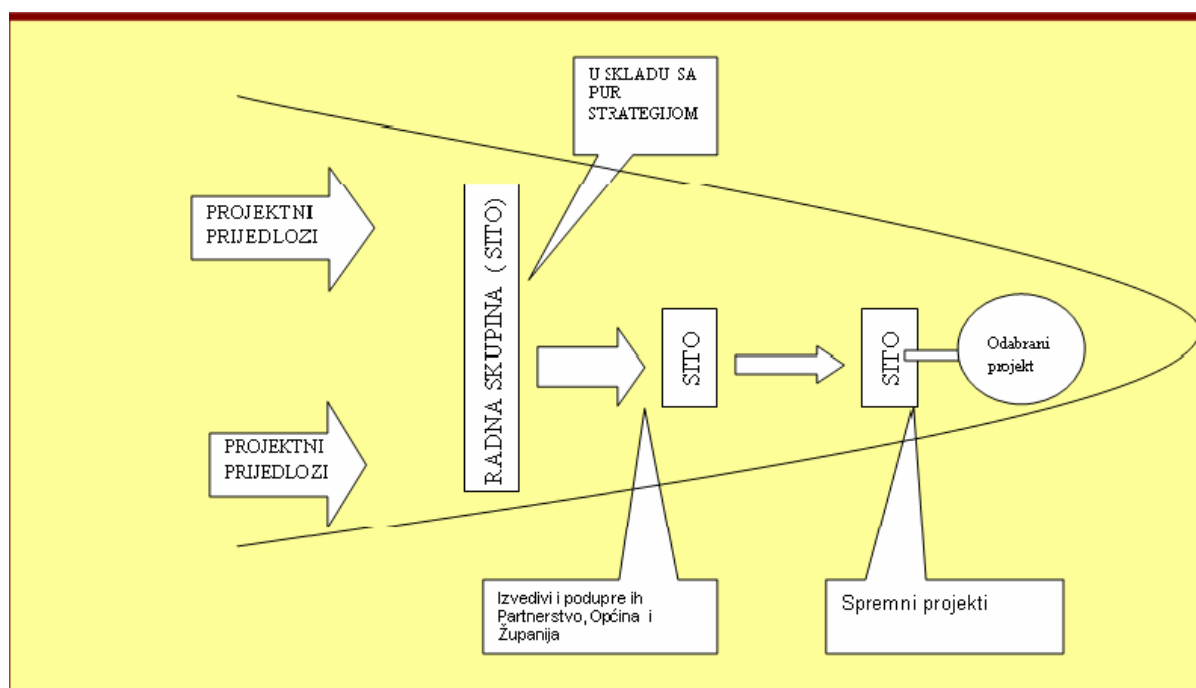 U SKLADU SA
PUR
STRATEGIJOM
PROJEKTNI
PRIJEDLOZI
RADNA SKUPINA ( SITO)
SITO
SITO
Odabrani
projekt
PROJEKTNI
PRIJEDLOZI
Izvedivi i podupre ih
Partnerstvo, Općina i
Županija
Spremni projekti